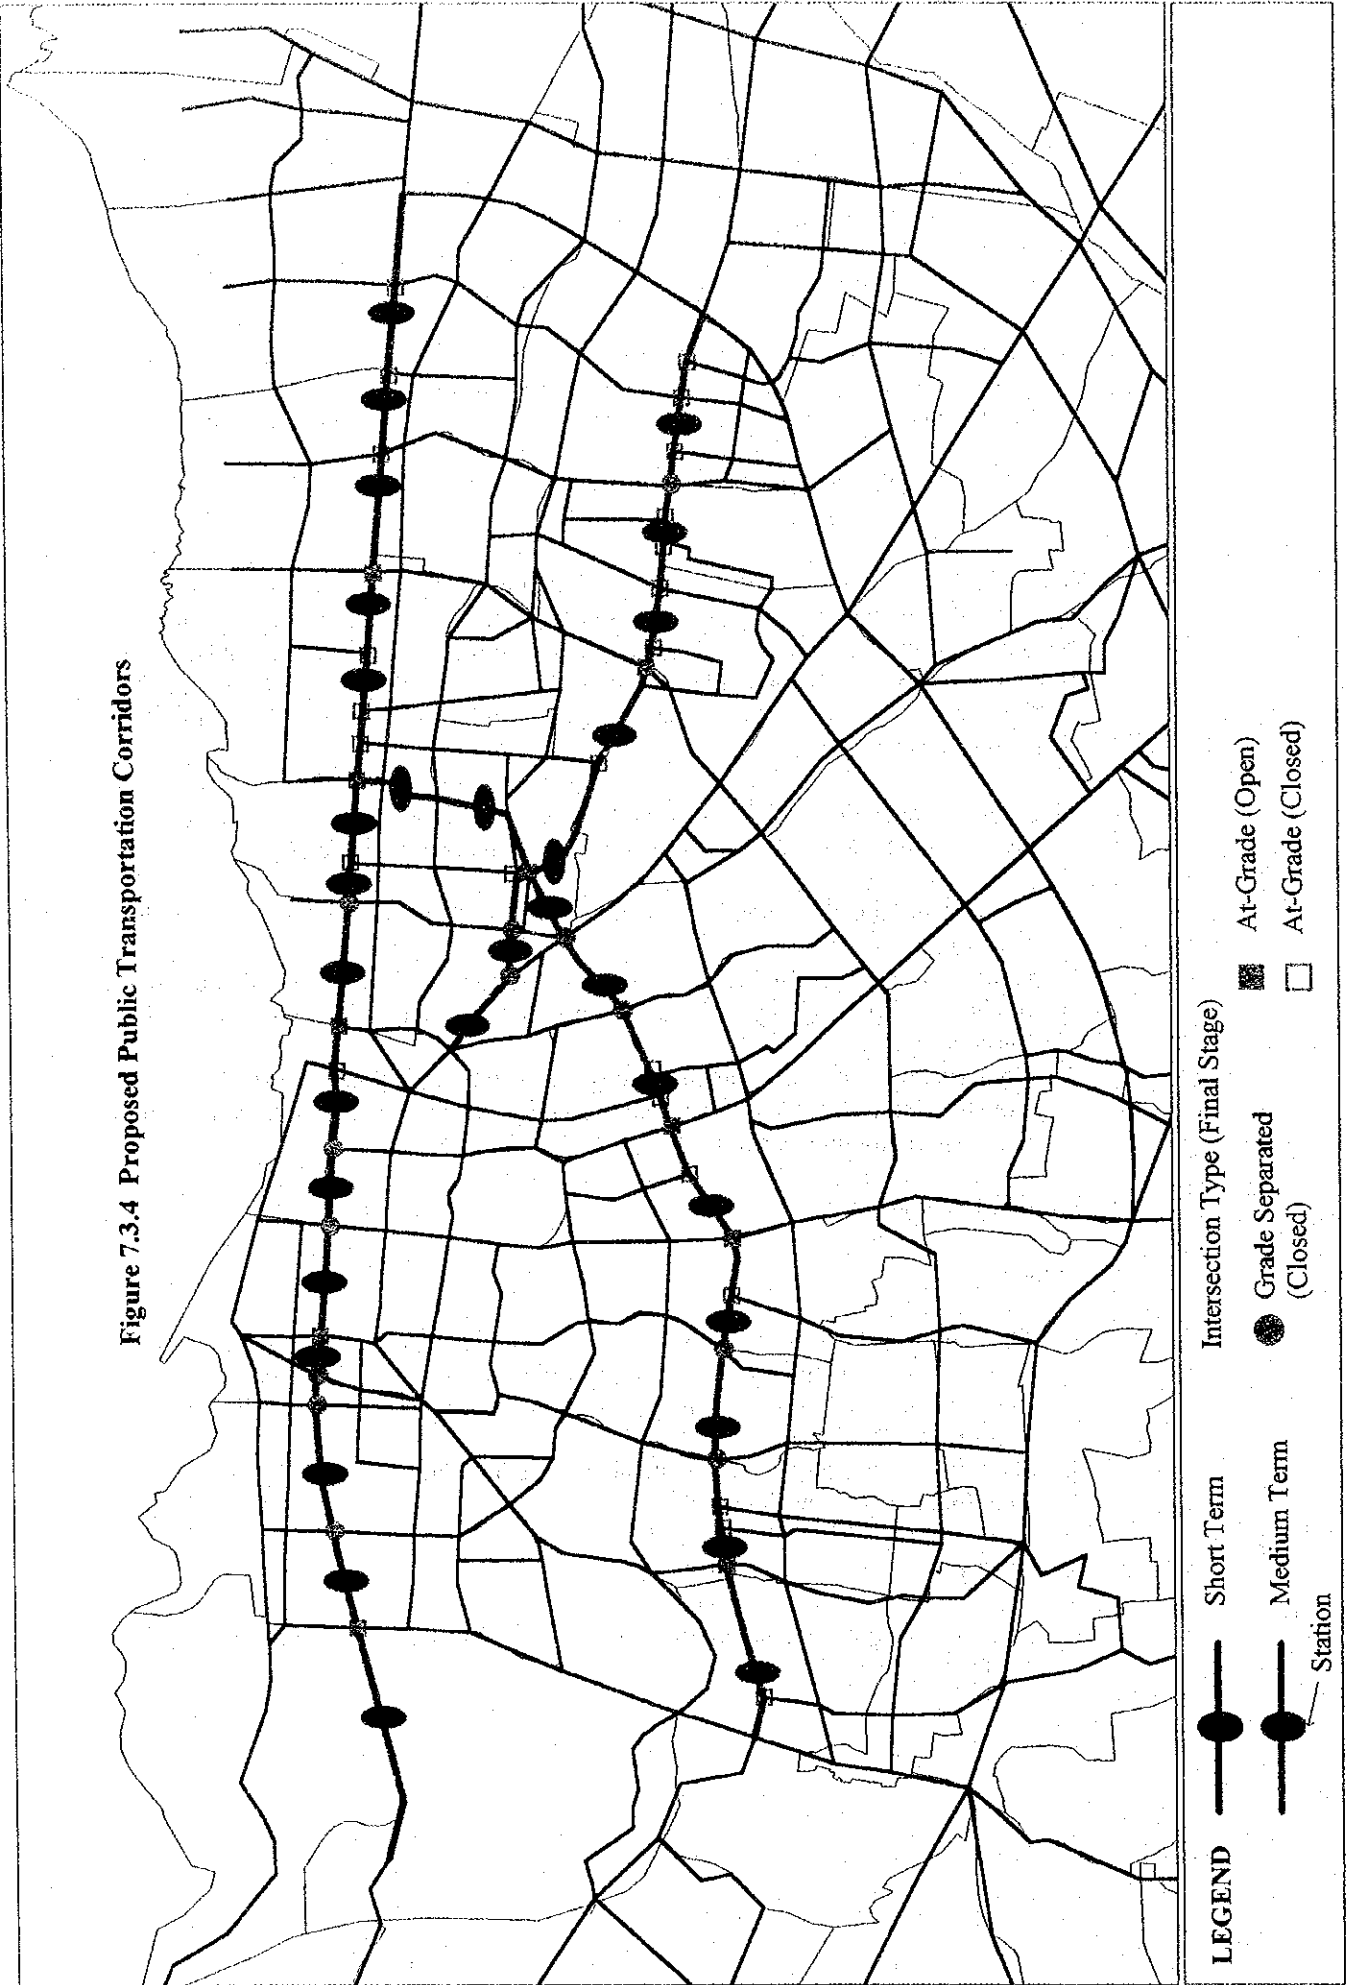 Figure 7.3.4 Proposed Public Transportation Corridors
LEGEND
Short Term
Medium Term
Station
Intersection Type (Final Stage)
Grade Separated
(Closed)
At-Grade (Open)
At-Grade (Closed)